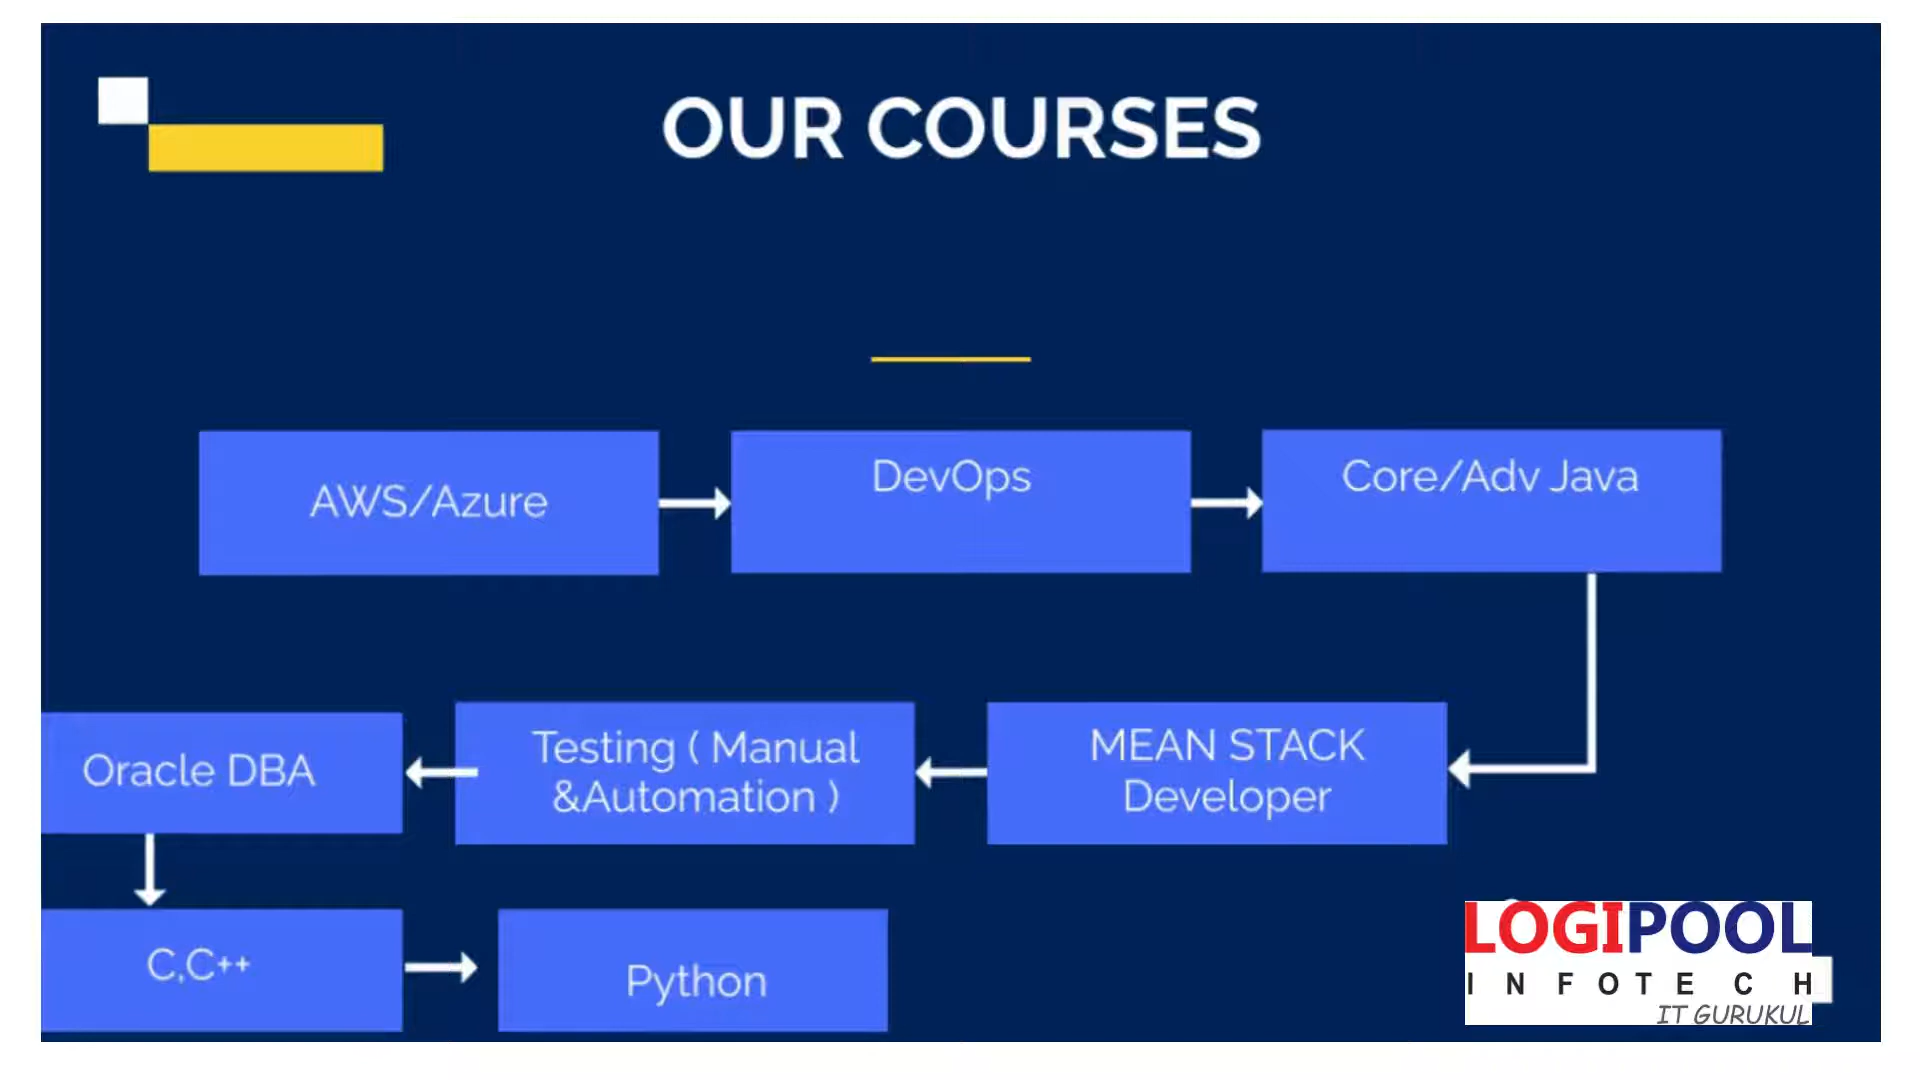 OUR COURSES
AWS/Azure
DevOps
Core/Adv Java
MEAN STACK
Developer
Testing ( Manual
&Automation )
Oracle DBA
C,C++
Python
LOGIPOOL
INFOTECH
IT GURUKUL